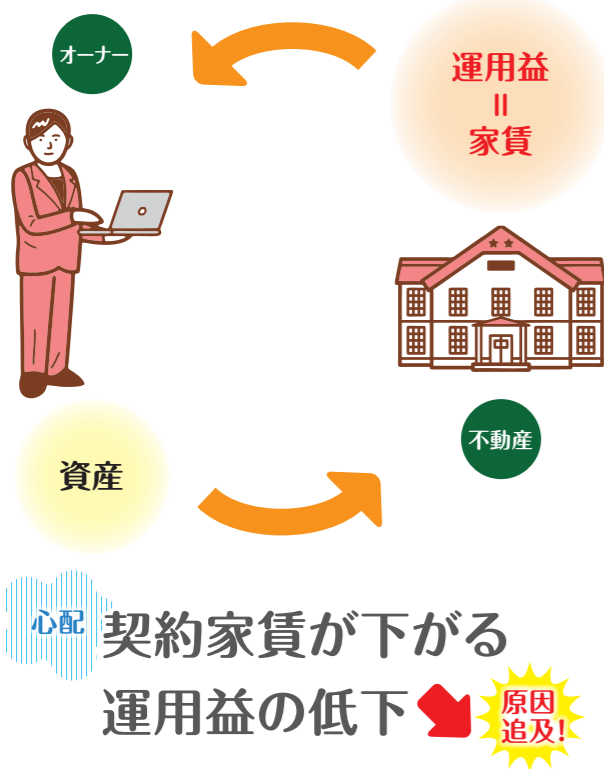 オーナー
運用益
＝
家賃
不動産
資産
心配
契約家賃が下がる
運用益の低下
原因
追及!